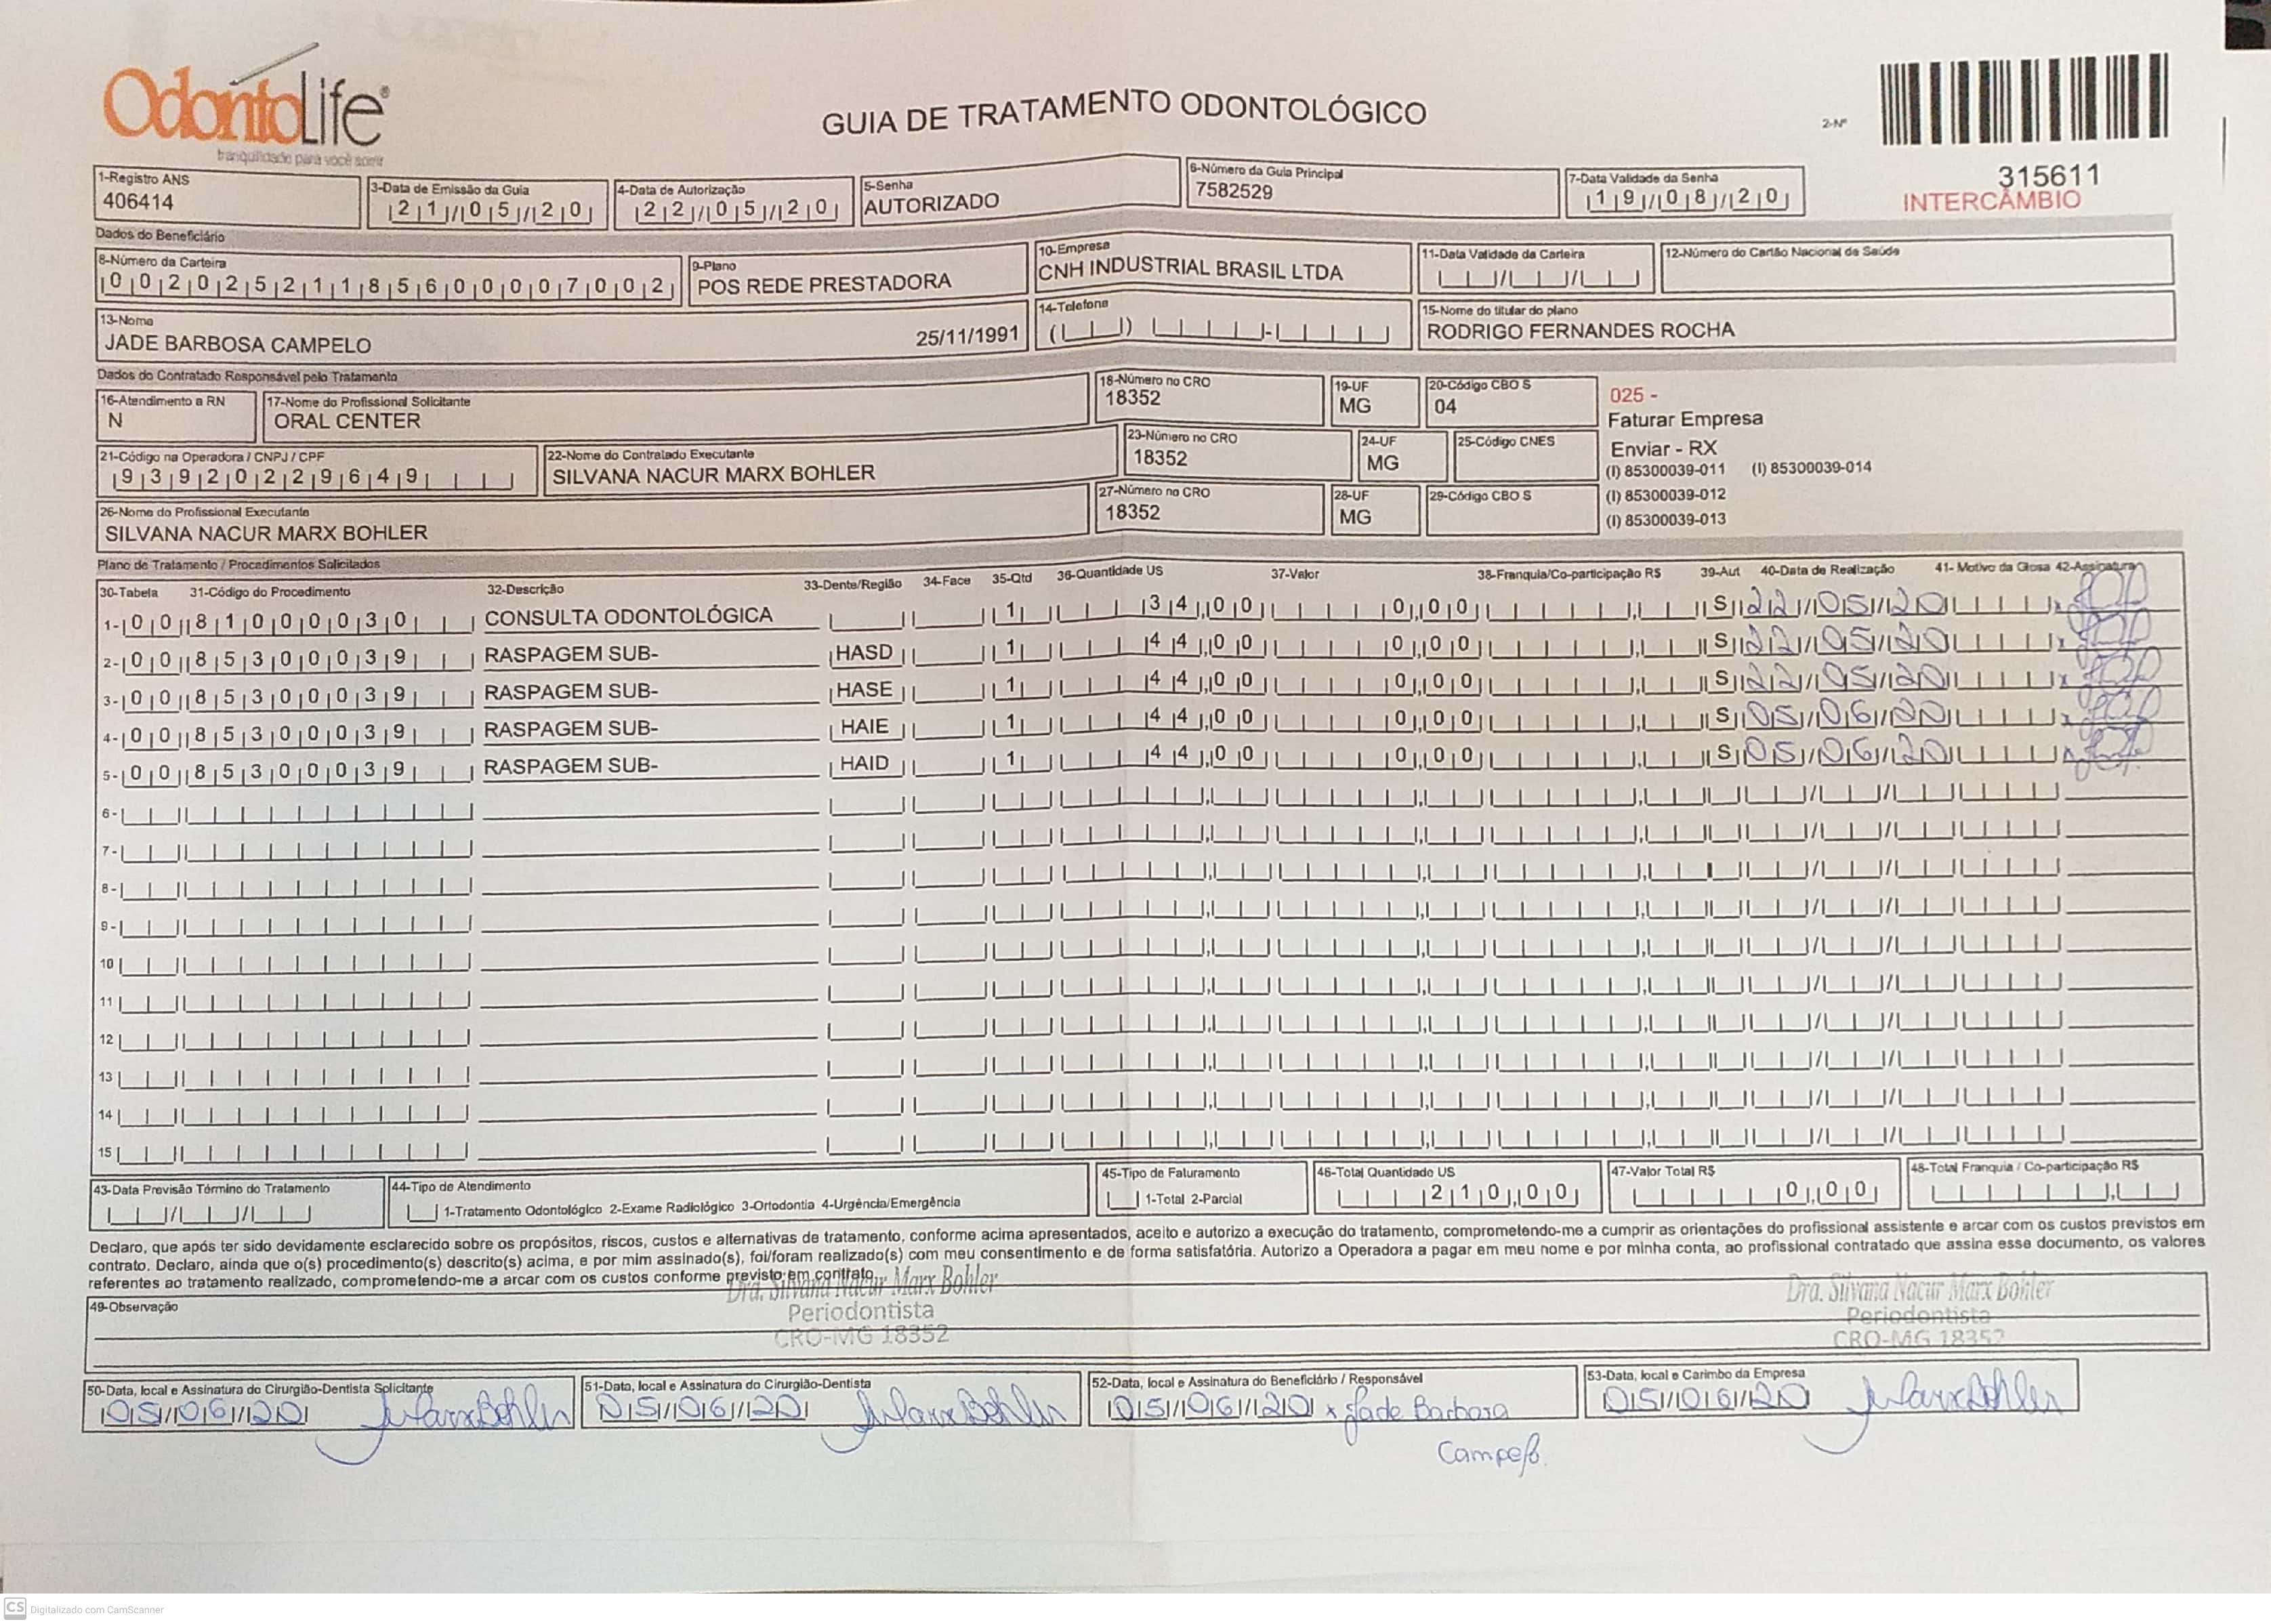 OdontoLife®
tranquilidade para você sorrir
GUIA DE TRATAMENTO ODONTOLÓGICO
2-Nº
315611
INTERCÂMBIO
1-Registro ANS
406414
3-Data de Emissão da Guia
21/05/20
4-Data de Autorização
22/05/20
5-Senha
AUTORIZADO
6-Número da Guia Principal
7582529
7-Data Validade da Senha
19/08/20
Dados do Beneficiário
8-Número da Carteira
00202521185600007002
9-Plano
POS REDE PRESTADORA
10-Empresa
CNH INDUSTRIAL BRASIL LTDA
11-Data Validade da Carteira
12-Número do Cartão Nacional de Saúde
13-Nome
JADE BARBOSA CAMPELO 25/11/1991
14-Telefone
15-Nome do titular do plano
RODRIGO FERNANDES ROCHA
Dados do Contratado Responsável pelo Tratamento
16-Atendimento a RN
N
17-Nome do Profissional Solicitante
ORAL CENTER
18-Número no CRO
18352
19-UF
MG
20-Código CBO S
04
025 -
Faturar Empresa
Enviar - RX
(I) 85300039-011 (I) 85300039-014
(I) 85300039-012
(I) 85300039-013
21-Código na Operadora / CNPJ / CPF
93920229649
22-Nome do Contratado Executante
SILVANA NACUR MARX BOHLER
23-Número no CRO
18352
24-UF
MG
25-Código CNES
26-Nome do Profissional Executante
SILVANA NACUR MARX BOHLER
27-Número no CRO
18352
28-UF
MG
29-Código CBO S
Plano de Tratamento / Procedimentos Solicitados
30-Tabela 31-Código do Procedimento 32-Descrição 33-Dente/Região 34-Face 35-Qtd 36-Quantidade US 37-Valor 38-Franquia/Co-participação R$ 39-Aut 40-Data de Realização 41- Motivo da Glosa 42-Assinatura
1- 00 81000030 CONSULTA ODONTOLÓGICA 1 34,00 0,00 S 22/05/20
2- 00 85300039 RASPAGEM SUB- HASD 1 44,00 0,00 S 22/05/20
3- 00 85300039 RASPAGEM SUB- HASE 1 44,00 0,00 S 22/05/20
4- 00 85300039 RASPAGEM SUB- HAIE 1 44,00 0,00 S 05/06/20
5- 00 85300039 RASPAGEM SUB- HAID 1 44,00 0,00 S 05/06/20
6-
7-
8-
9-
10
11
12
13
14
15
43-Data Previsão Término do Tratamento
44-Tipo de Atendimento
1-Tratamento Odontológico 2-Exame Radiológico 3-Ortodontia 4-Urgência/Emergência
45-Tipo de Faturamento
1-Total 2-Parcial
46-Total Quantidade US
210,00
47-Valor Total R$
0,00
48-Total Franquia / Co-participação R$
Declaro, que após ter sido devidamente esclarecido sobre os propósitos, riscos, custos e alternativas de tratamento, conforme acima apresentados, aceito e autorizo a execução do tratamento, comprometendo-me a cumprir as orientações do profissional assistente e arcar com os custos previstos em
contrato. Declaro, ainda que o(s) procedimento(s) descrito(s) acima, e por mim assinado(s), foi/foram realizado(s) com meu consentimento e de forma satisfatória. Autorizo a Operadora a pagar em meu nome e por minha conta, ao profissional contratado que assina esse documento, os valores
referentes ao tratamento realizado, comprometendo-me a arcar com os custos conforme previsto em contrato.
49-Observação
Dra. Silvana Nacur Marx Bohler
Periodontista
CRO-MG 18352
Dra. Silvana Nacur Marx Bohler
Periodontista
CRO-MG 18352
50-Data, local e Assinatura do Cirurgião-Dentista Solicitante
05/06/20 MarxBohler
51-Data, local e Assinatura do Cirurgião-Dentista
05/06/20 MarxBohler
52-Data, local e Assinatura do Beneficiário / Responsável
05/06/20 x Jade Barbosa
Campelo
53-Data, local e Carimbo da Empresa
05/06/20 MarxBohler
CS Digitalizado com CamScanner